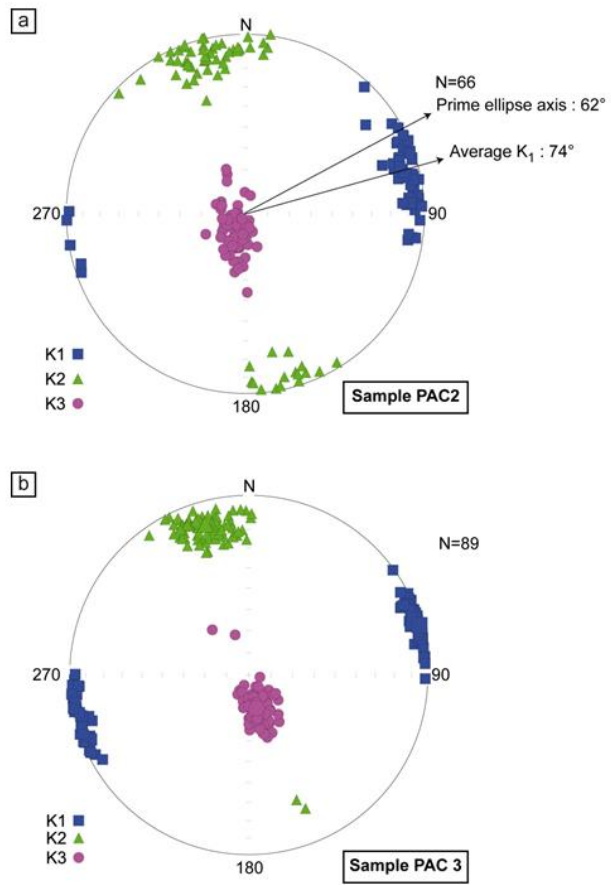 a
N
N=66
Prime ellipse axis : 62°
Average K1 : 74°
270
90
K1
K2
K3
180
Sample PAC2
b
N
N=89
270
90
K1
K2
K3
180
Sample PAC 3